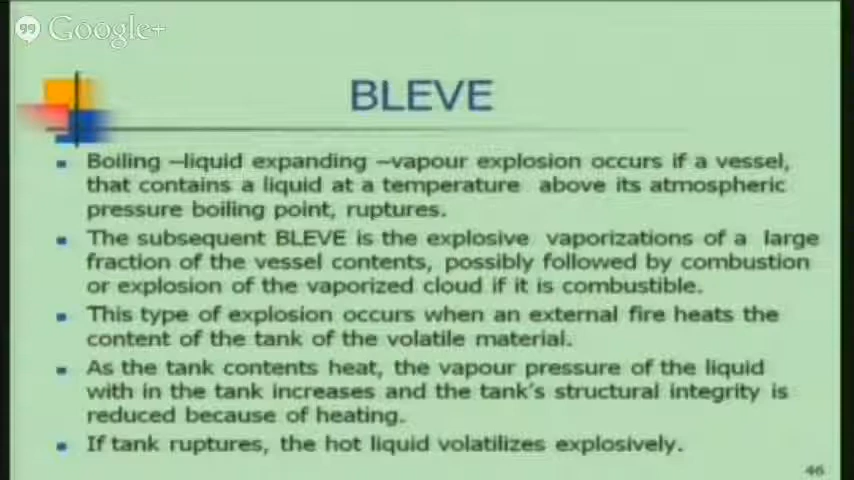 Google+
BLEVE
Boiling –liquid expanding –vapour explosion occurs if a vessel,
that contains a liquid at a temperature above its atmospheric
pressure boiling point, ruptures.
The subsequent BLEVE is the explosive vaporizations of a large
fraction of the vessel contents, possibly followed by combustion
or explosion of the vaporized cloud if it is combustible.
This type of explosion occurs when an external fire heats the
content of the tank of the volatile material.
As the tank contents heat, the vapour pressure of the liquid
with in the tank increases and the tank's structural integrity is
reduced because of heating.
If tank ruptures, the hot liquid volatilizes explosively.
46